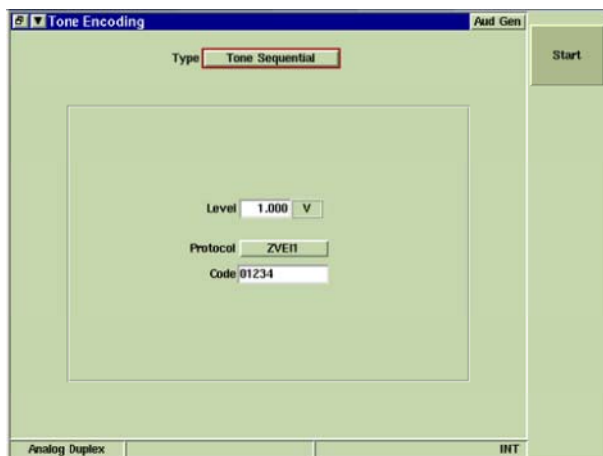 Tone Encoding Aud Gen
Type Tone Sequential
Start
Level 1.000 V
Protocol ZVEI1
Code 01234
Analog Duplex INT